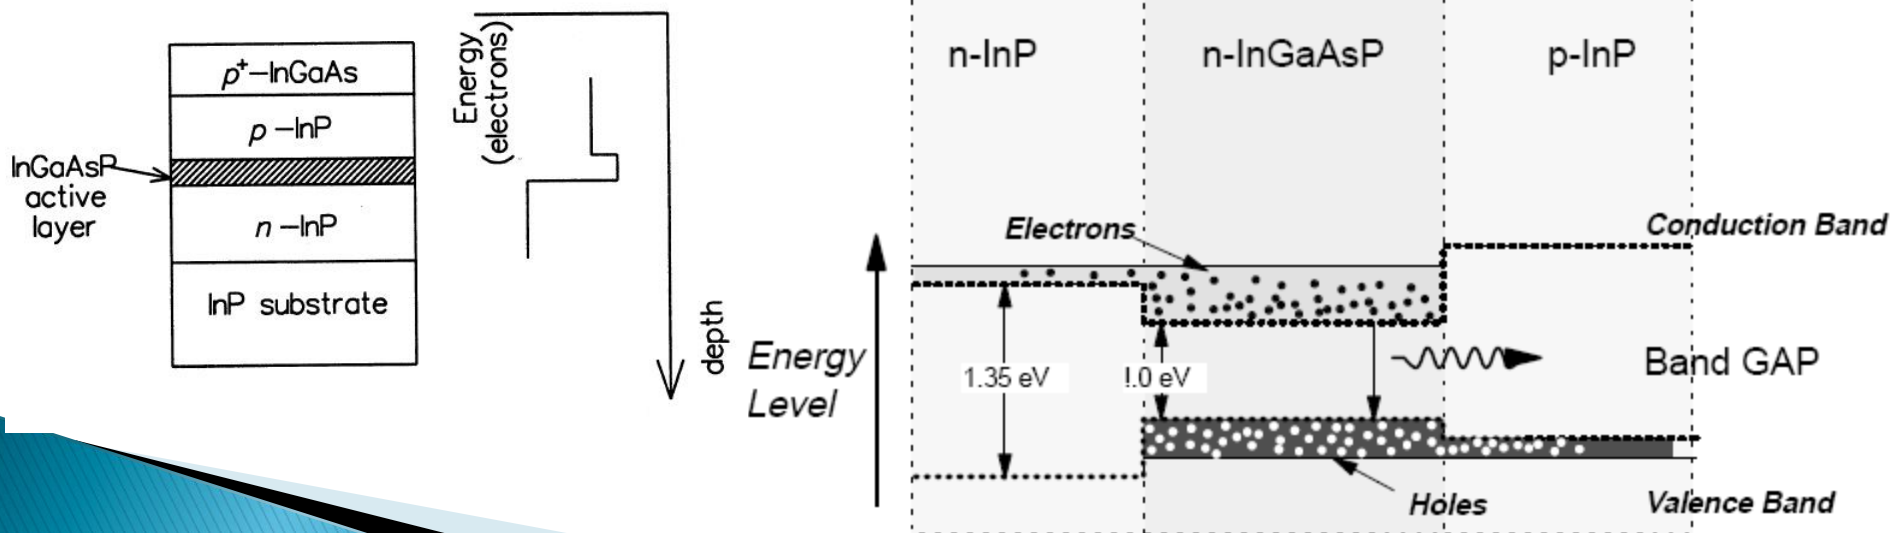 p⁺-InGaAs
p-InP
InGaAsP
active
layer
n-InP
InP substrate
Energy
(electrons)
depth
n-InP
n-InGaAsP
p-InP
Electrons
Conduction Band
Energy
Level
1.35 eV
1.0 eV
Band GAP
Holes
Valence Band